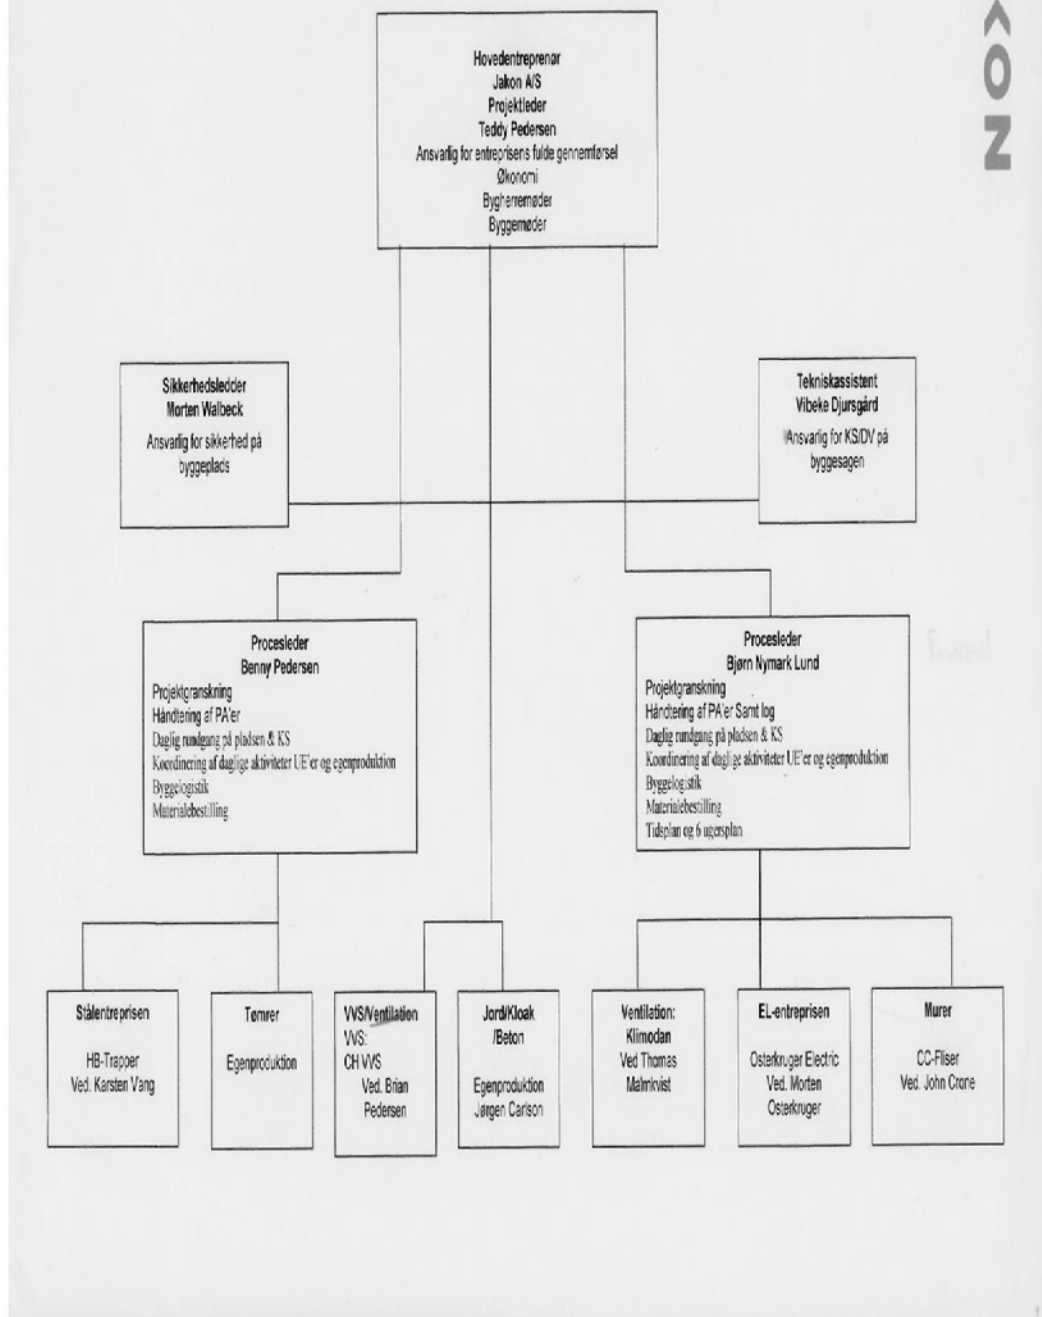 KON
Hovedentreprenør
Jakon A/S
Projektleder
Teddy Pedersen
Ansvarlig for entreprisens fulde gennemførsel
Økonomi
Bygherremøder
Byggemøder
Sikkerhedsledder
Morten Walbeck
Ansvarlig for sikkerhed på
byggeplads
Tekniskassistent
Vibeke Djursgård
Ansvarlig for KS/DV på
byggesagen
Procesleder
Benny Pedersen
Projektgranskning
Håndtering af PA'er
Daglig rundgang på pladsen & KS
Koordinering af daglige aktiviteter UE'er og egenproduktion
Byggelogistik
Materialebestilling
Procesleder
Bjørn Nymark Lund
Projektgranskning
Håndtering af PA'er Samt log
Daglig rundgang på pladsen & KS
Koordinering af daglige aktiviteter UE'er og egenproduktion
Byggelogistik
Materialebestilling
Tidsplan og 6 ugersplan
Stålentreprisen
HB-Trapper
Ved. Karsten Vang
Tømrer
Egenproduktion
VVS/Ventilation
VVS:
CH VVS
Ved. Brian
Pedersen
Jord/Kloak
/Beton
Egenproduktion
Jørgen Carlson
Ventilation:
Klimodan
Ved Thomas
Malmkvist
EL-entreprisen
Osterkruger Electric
Ved. Morten
Osterkruger
Murer
CC-Fliser
Ved. John Crone